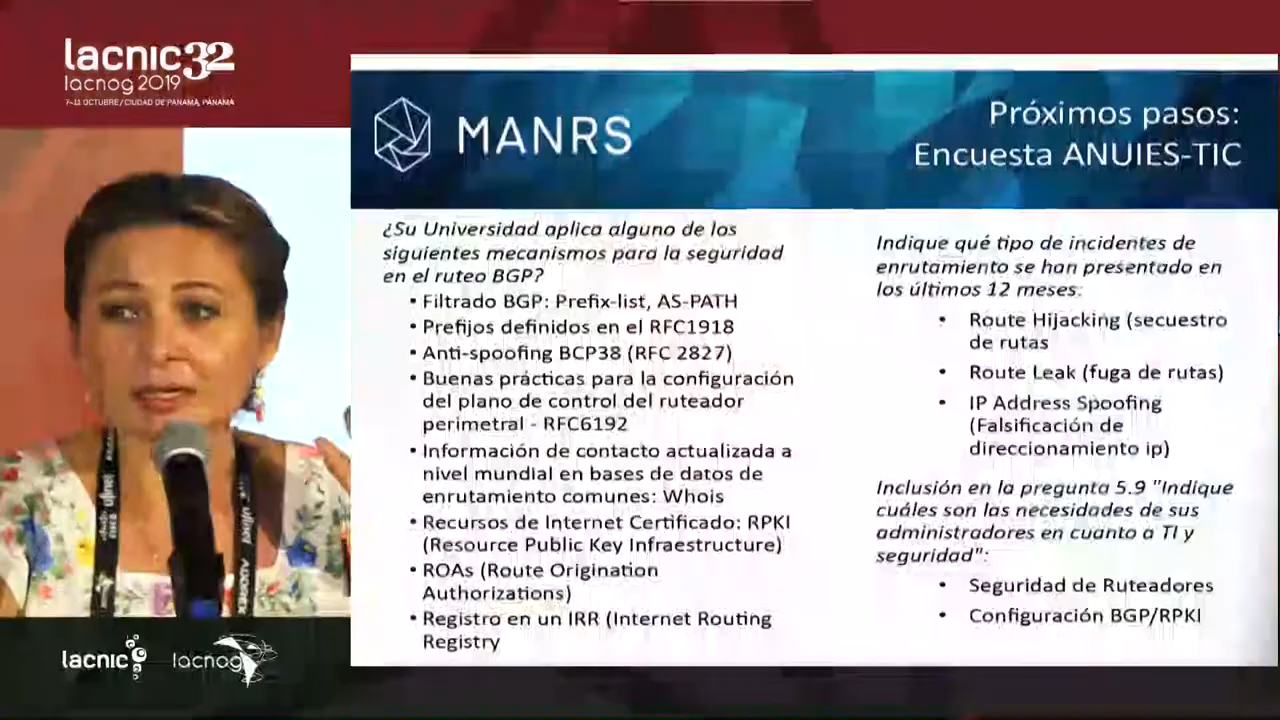 lacnic32
lacnog 2019
7-11 OCTUBRE / CIUDAD DE PANAMÁ, PANAMÁ
MANRS
Próximos pasos:
Encuesta ANUIES-TIC
¿Su Universidad aplica alguno de los
siguientes mecanismos para la seguridad
en el ruteo BGP?
• Filtrado BGP: Prefix-list, AS-PATH
• Prefijos definidos en el RFC1918
• Anti-spoofing BCP38 (RFC 2827)
• Buenas prácticas para la configuración
del plano de control del ruteador
perimetral - RFC6192
• Información de contacto actualizada a
nivel mundial en bases de datos de
enrutamiento comunes: Whois
• Recursos de Internet Certificado: RPKI
(Resource Public Key Infraestructure)
• ROAs (Route Origination
Authorizations)
• Registro en un IRR (Internet Routing
Registry
Indique qué tipo de incidentes de
enrutamiento se han presentado en
los últimos 12 meses:
• Route Hijacking (secuestro
de rutas
• Route Leak (fuga de rutas)
• IP Address Spoofing
(Falsificación de
direccionamiento ip)
Inclusión en la pregunta 5.9 "Indique
cuáles son las necesidades de sus
administradores en cuanto a TI y
seguridad":
• Seguridad de Ruteadores
• Configuración BGP/RPKI
lacnic
lacnog